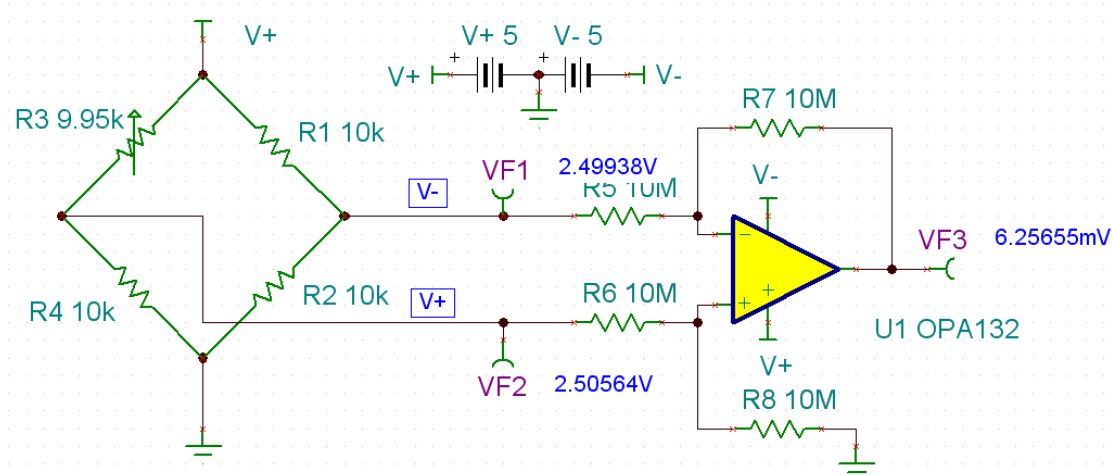 V+
V+ 5
V- 5
V+
V-
R3 9.95k
R1 10k
R4 10k
R2 10k
V-
VF1
2.49938V
R5 10M
R7 10M
V-
V+
R6 10M
VF2
2.50564V
V+
R8 10M
U1 OPA132
VF3
6.25655mV